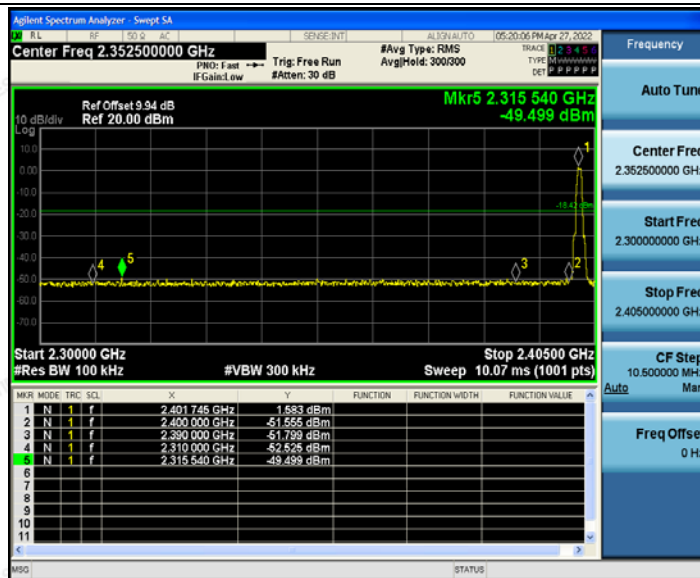 Agilent Spectrum Analyzer - Swept SA
RL RF 50 Ω AC SENSE:INT ALIGN AUTO 05:20:06 PM Apr 27, 2022
Center Freq 2.352500000 GHz
PNO: Fast
IFGain:Low
Trig: Free Run
#Atten: 30 dB
#Avg Type: RMS
Avg|Hold: 300/300
TRACE 1 2 3 4 5 6
TYPE M W W W W W
DET P P P P P P
Ref Offset 9.94 dB
Ref 20.00 dBm
10 dB/div
Log
Mkr5 2.315 540 GHz
-49.499 dBm
10.0
0.00
-10.0
-20.0
-30.0
-40.0
-50.0
-60.0
-18.42 dBm
1
2
3
4
5
Start 2.30000 GHz
Stop 2.40500 GHz
#Res BW 100 kHz
#VBW 300 kHz
Sweep 10.07 ms (1001 pts)
MKR MODE TRC SCL X Y FUNCTION FUNCTION WIDTH FUNCTION VALUE
1 N 1 f 2.401 745 GHz 1.583 dBm
2 N 1 f 2.400 000 GHz -51.555 dBm
3 N 1 f 2.390 000 GHz -51.799 dBm
4 N 1 f 2.310 000 GHz -52.525 dBm
5 N 1 f 2.315 540 GHz -49.499 dBm
6
7
8
9
10
11
MSG
STATUS
Frequency
Auto Tune
Center Freq
2.352500000 GHz
Start Freq
2.300000000 GHz
Stop Freq
2.405000000 GHz
CF Step
10.500000 MHz
Auto Man
Freq Offset
0 Hz